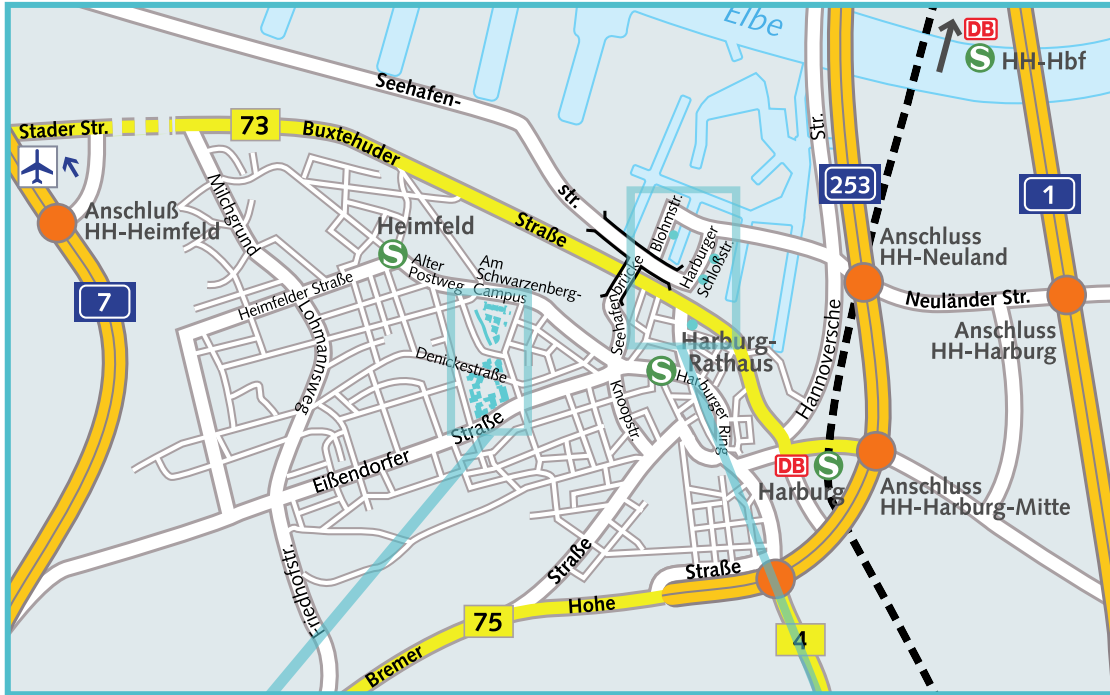 Elbe
DB
S HH-Hbf
Seehafen-
str.
Stader Str.
73
Buxtehuder
Straße
Str.
253
1
Milchgrund
Anschluß
HH-Heimfeld
7
Heimfeld
S
Alter
Postweg
Am
Schwarzenberg-
Campus
Heimfelder Straße
Lohmannsweg
Denickestraße
Blohmstr.
Harburger
Schloßstr.
Seehafenbrücke
Anschluss
HH-Neuland
Neuländer Str.
Anschluss
HH-Harburg
Harburg-
Rathaus
S
Harburger Ring
Knoopstr.
Hannoversche
Eißendorfer
Straße
DB
S
Harburg
Anschluss
HH-Harburg-Mitte
Friedhofstr.
Straße
Straße
Hohe
75
Bremer
4